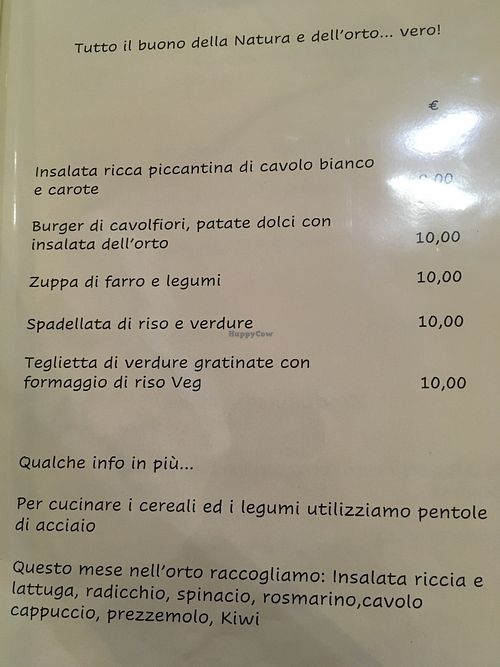 Tutto il buono della Natura e dell'orto... vero!
€
Insalata ricca piccantina di cavolo bianco
e carote
Burger di cavolfiori, patate dolci con
insalata dell'orto
10,00
Zuppa di farro e legumi
10,00
Spadellata di riso e verdure
10,00
HappyCow
Teglietta di verdure gratinate con
formaggio di riso Veg
10,00
Qualche info in più...
Per cucinare i cereali ed i legumi utilizziamo pentole
di acciaio
Questo mese nell'orto raccogliamo: Insalata riccia e
lattuga, radicchio, spinacio, rosmarino,cavolo
cappuccio, prezzemolo, Kiwi